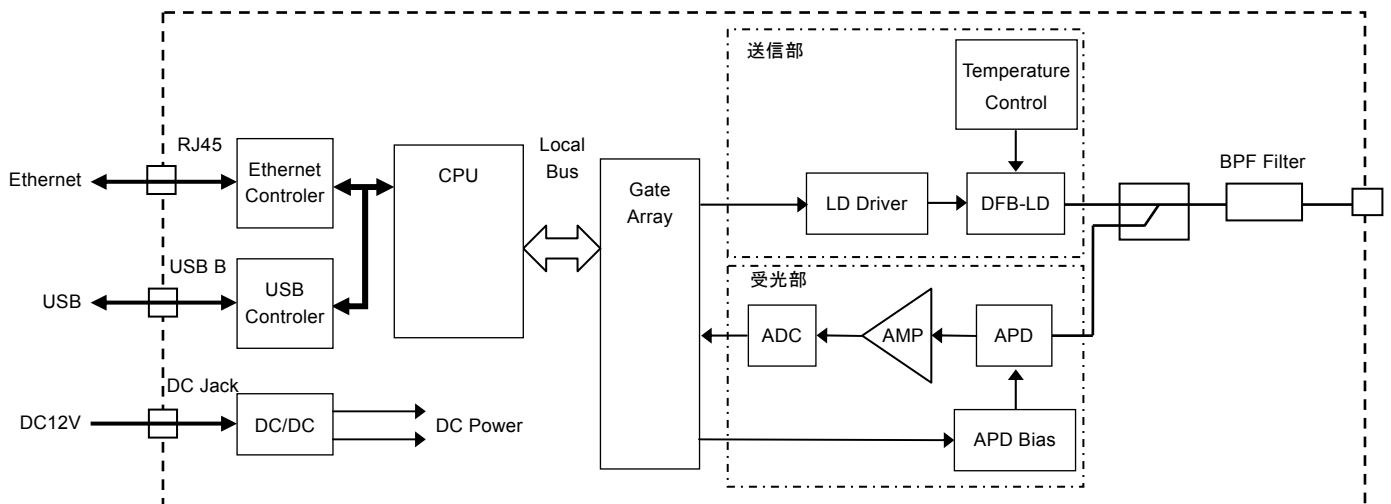 送信部
Temperature
Control
RJ45
Ethernet
Ethernet
Controler
CPU
Local
Bus
Gate
Array
LD Driver
DFB-LD
BPF Filter
USB B
USB
USB
Controler
受光部
ADC
AMP
APD
DC Jack
DC12V
DC/DC
DC Power
APD Bias